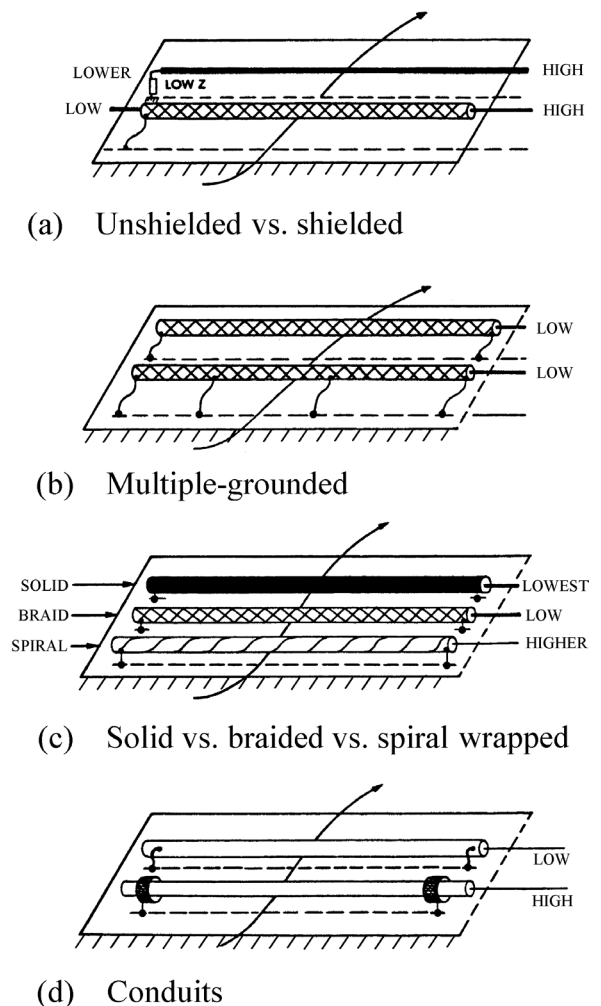 LOWER
LOW Z
HIGH
LOW
HIGH
(a) Unshielded vs. shielded
LOW
LOW
(b) Multiple-grounded
SOLID
LOWEST
BRAID
LOW
SPIRAL
HIGHER
(c) Solid vs. braided vs. spiral wrapped
LOW
HIGH
(d) Conduits